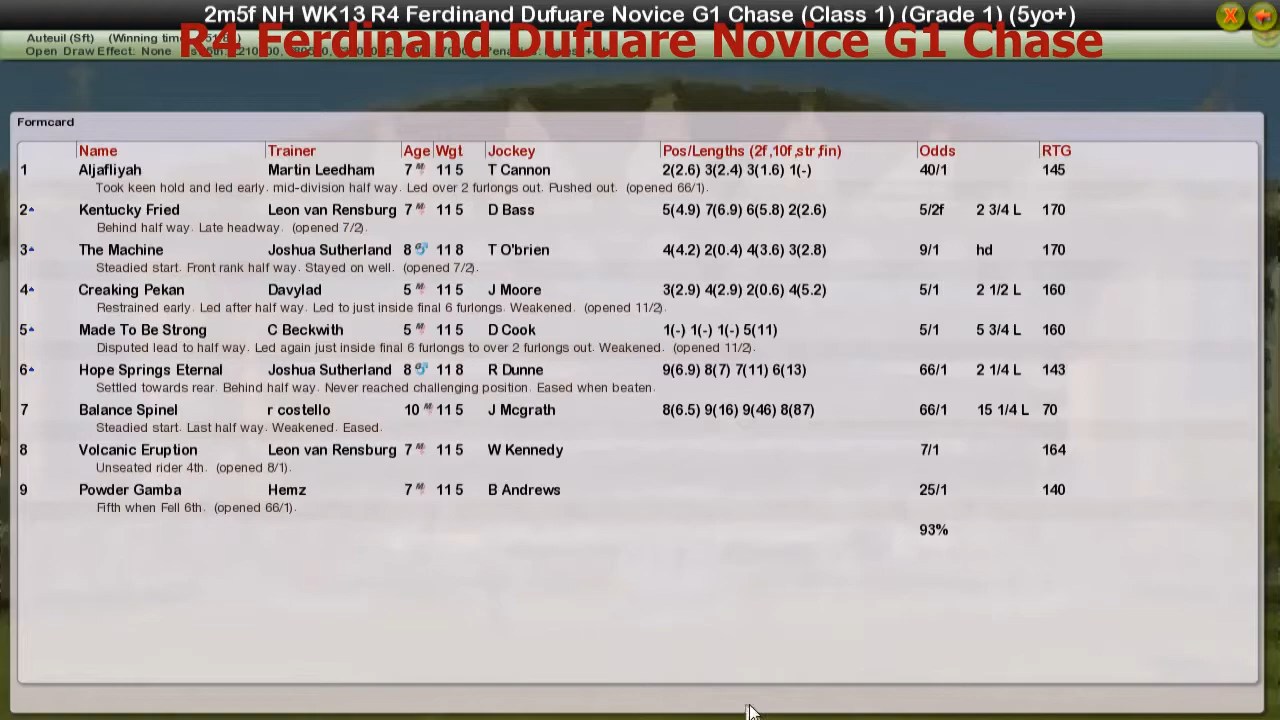 2m5f NH WK13 R4 Ferdinand Dufuare Novice G1 Chase (Class 1) (Grade 1) (5yo+)
R4 Ferdinand Dufuare Novice G1 Chase
Auteuil (Sft) (Winning time
Open Draw Effect: None
Formcard
Name Trainer Age Wgt Jockey Pos/Lengths (2f,10f,str,fin) Odds RTG
1 Aljafliyah Martin Leedham 7 11 5 T Cannon 2(2.6) 3(2.4) 3(1.6) 1(-) 40/1 145
Took keen hold and led early. mid-division half way. Led over 2 furlongs out. Pushed out. (opened 66/1).
2 Kentucky Fried Leon van Rensburg 7 11 5 D Bass 5(4.9) 7(6.9) 6(5.8) 2(2.6) 5/2f 2 3/4 L 170
Behind half way. Late headway. (opened 7/2).
3 The Machine Joshua Sutherland 8 11 8 T O'brien 4(4.2) 2(0.4) 4(3.6) 3(2.8) 9/1 hd 170
Steadied start. Front rank half way. Stayed on well. (opened 7/2).
4 Creaking Pekan Davylad 5 11 5 J Moore 3(2.9) 4(2.9) 2(0.6) 4(5.2) 5/1 2 1/2 L 160
Restrained early. Led after half way. Led to just inside final 6 furlongs. Weakened. (opened 11/2).
5 Made To Be Strong C Beckwith 5 11 5 D Cook 1(-) 1(-) 1(-) 5(11) 5/1 5 3/4 L 160
Disputed lead to half way. Led again just inside final 6 furlongs to over 2 furlongs out. Weakened. (opened 11/2).
6 Hope Springs Eternal Joshua Sutherland 8 11 8 R Dunne 9(6.9) 8(7) 7(11) 6(13) 66/1 2 1/4 L 143
Settled towards rear. Behind half way. Never reached challenging position. Eased when beaten.
7 Balance Spinel r costello 10 11 5 J Mcgrath 8(6.5) 9(16) 9(46) 8(87) 66/1 15 1/4 L 70
Steadied start. Last half way. Weakened. Eased.
8 Volcanic Eruption Leon van Rensburg 7 11 5 W Kennedy 7/1 164
Unseated rider 4th. (opened 8/1).
9 Powder Gamba Hemz 7 11 5 B Andrews 25/1 140
Fifth when Fell 6th. (opened 66/1).
93%